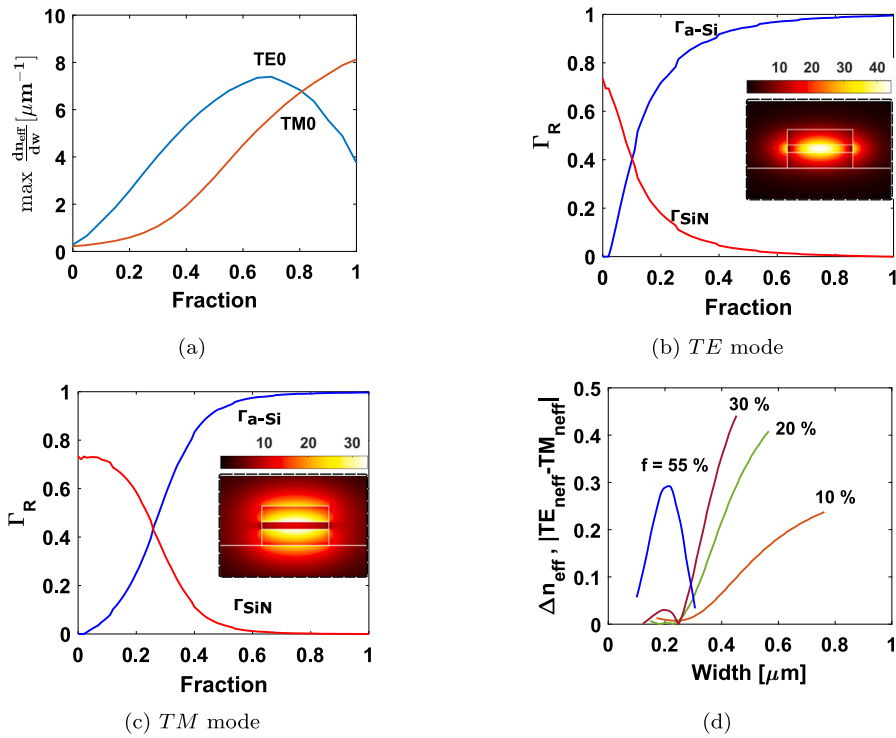 10
8
6
4
2
0
max dn_eff/dw [μm⁻¹]
TE0
TM0
0 0.2 0.4 0.6 0.8 1
Fraction
(a)
1
0.8
0.6
0.4
0.2
0
Γ_R
Γ_a-Si
10 20 30 40
Γ_SiN
0 0.2 0.4 0.6 0.8 1
Fraction
(b) TE mode
1
0.8
0.6
0.4
0.2
0
Γ_R
Γ_a-Si
10 20 30
Γ_SiN
0 0.2 0.4 0.6 0.8 1
Fraction
(c) TM mode
0.5
0.4
0.3
0.2
0.1
0
Δn_eff , |TE_neff-TM_neff|
30 %
20 %
f = 55 %
10 %
0 0.2 0.4 0.6 0.8 1
Width [μm]
(d)